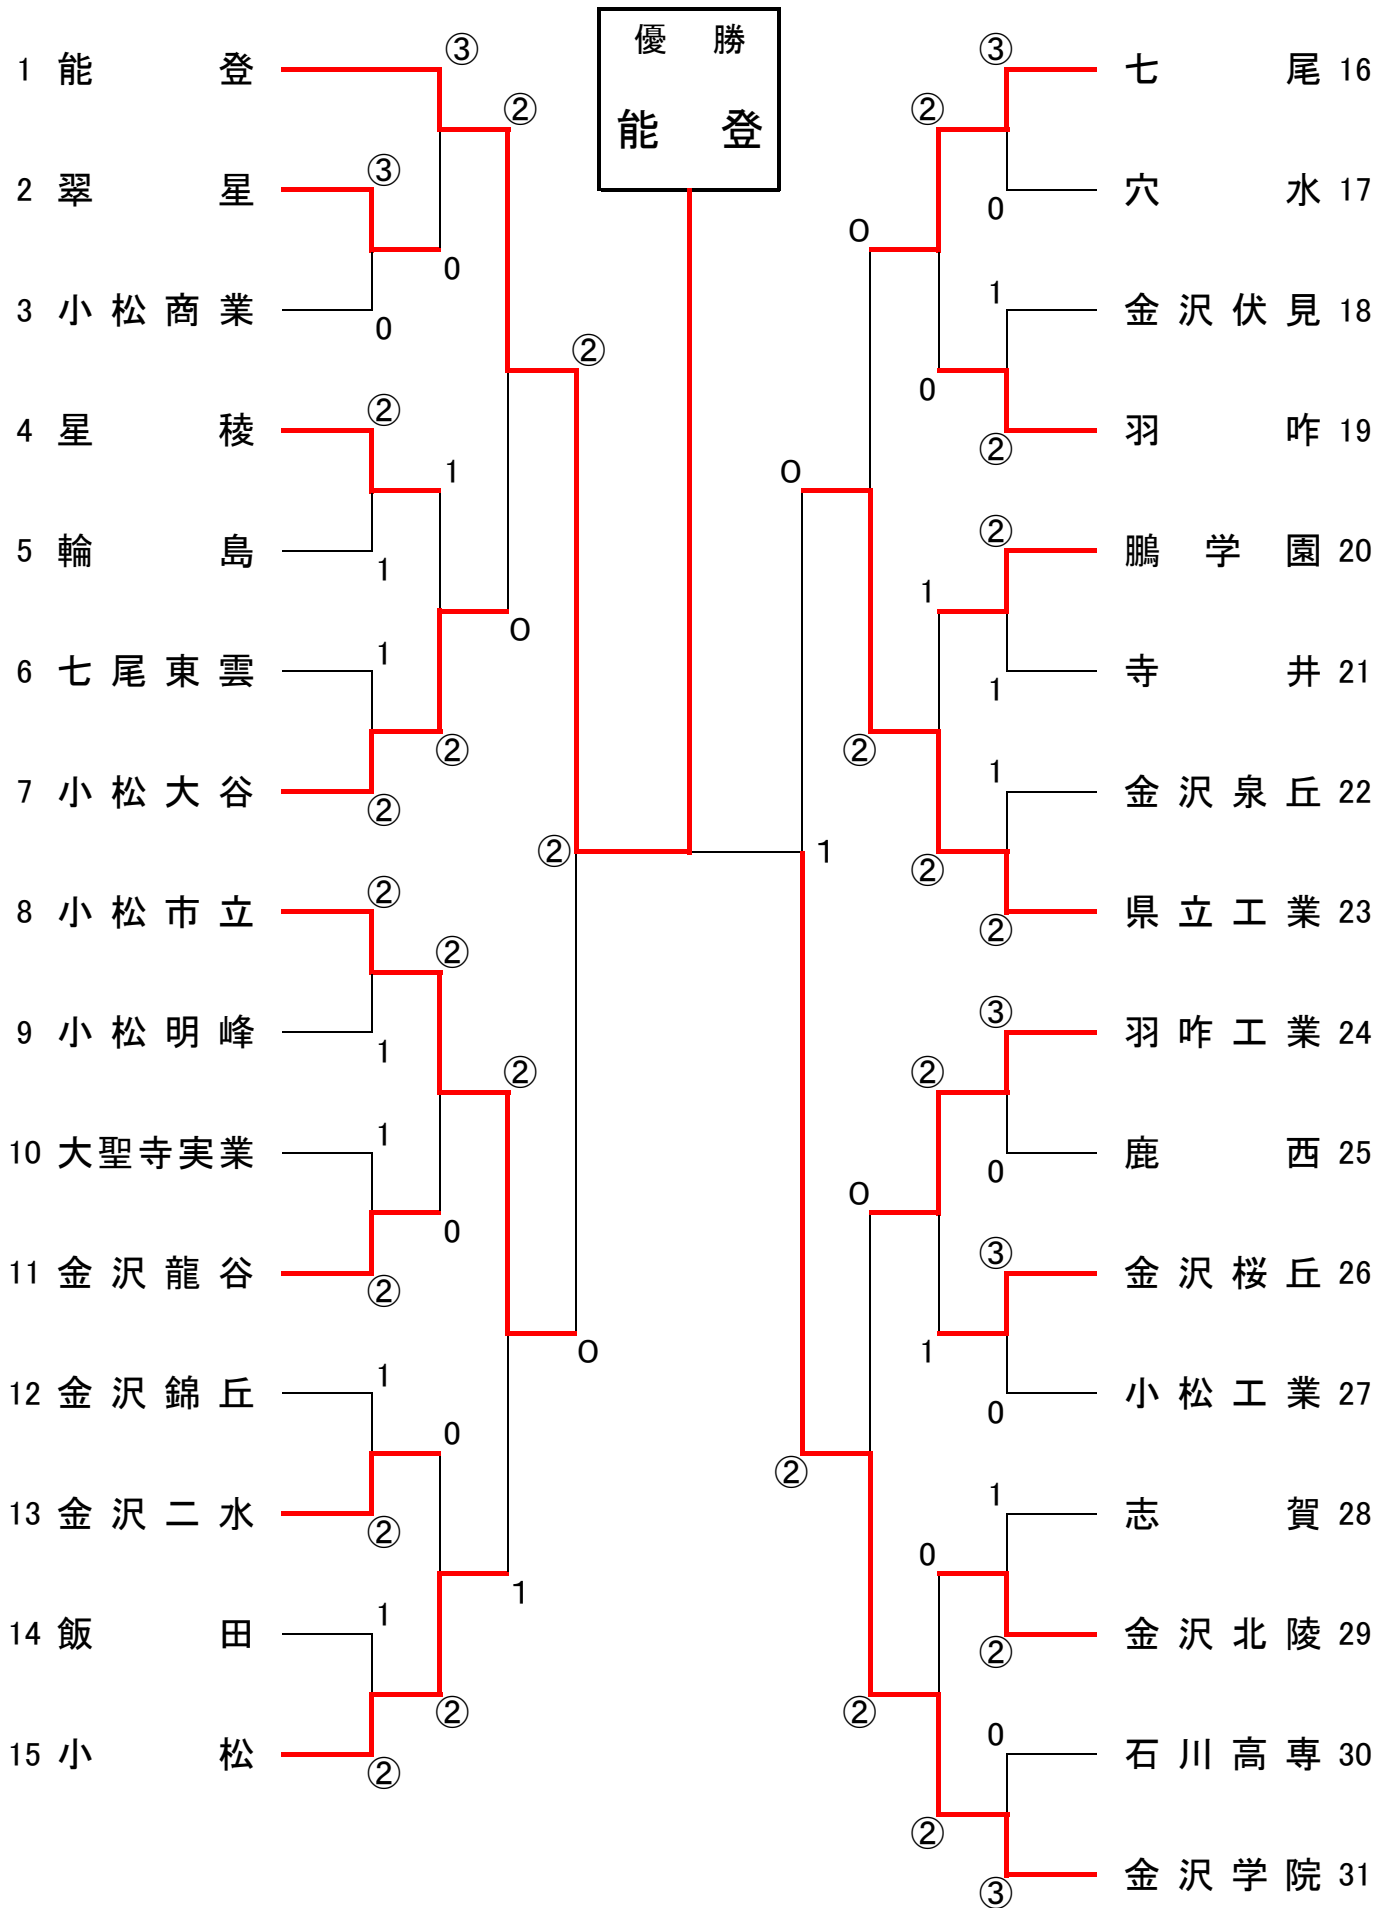 優勝
能登
1 能登
③
②
2 翠星
③
0
3 小松商業
0
②
4 星稜
②
1
5 輪島
1
0
6 七尾東雲
1
②
7 小松大谷
②
②
8 小松市立
②
②
9 小松明峰
1
②
10 大聖寺実業
1
0
11 金沢龍谷
②
0
12 金沢錦丘
1
0
13 金沢二水
②
1
14 飯田
1
②
15 小松
②
③
七尾 16
②
穴水 17
0
0
1
金沢伏見 18
0
羽咋 19
②
0
②
鵬学園 20
1
寺井 21
1
②
1
金沢泉丘 22
1
②
県立工業 23
②
③
羽咋工業 24
②
鹿西 25
0
0
③
金沢桜丘 26
1
小松工業 27
0
②
1
志賀 28
0
金沢北陵 29
②
②
0
石川高専 30
②
金沢学院 31
③